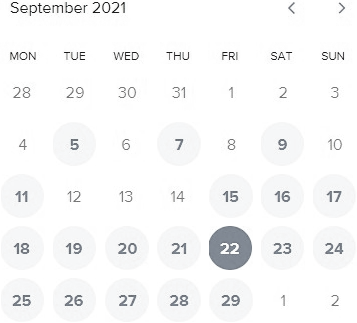 September 2021
MON TUE WED THU FRI SAT SUN
28 29 30 31 1 2 3
4 5 6 7 8 9 10
11 12 13 14 15 16 17
18 19 20 21 22 23 24
25 26 27 28 29 1 2